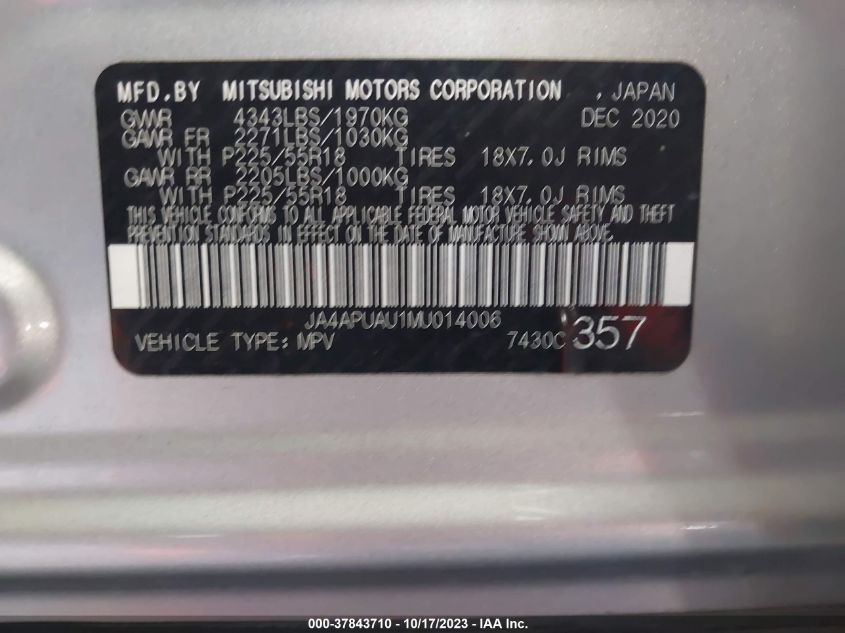 MFD.BY MITSUBISHI MOTORS CORPORATION , JAPAN
GVWR 4343LBS/1970KG DEC 2020
GAWR FR 2271LBS/1030KG
WITH P225/55R18 TIRES 18X7.0J RIMS
GAWR RR 2205LBS/1000KG
WITH P225/55R18 TIRES 18X7.0J RIMS
THIS VEHICLE CONFORMS TO ALL APPLICABLE FEDERAL MOTOR VEHICLE SAFETY AND THEFT
PREVENTION STANDARDS IN EFFECT ON THE DATE OF MANUFACTURE SHOWN ABOVE.
JA4APUAU1MU014006
VEHICLE TYPE: MPV 7430C 357
000-37843710 - 10/17/2023 - IAA Inc.